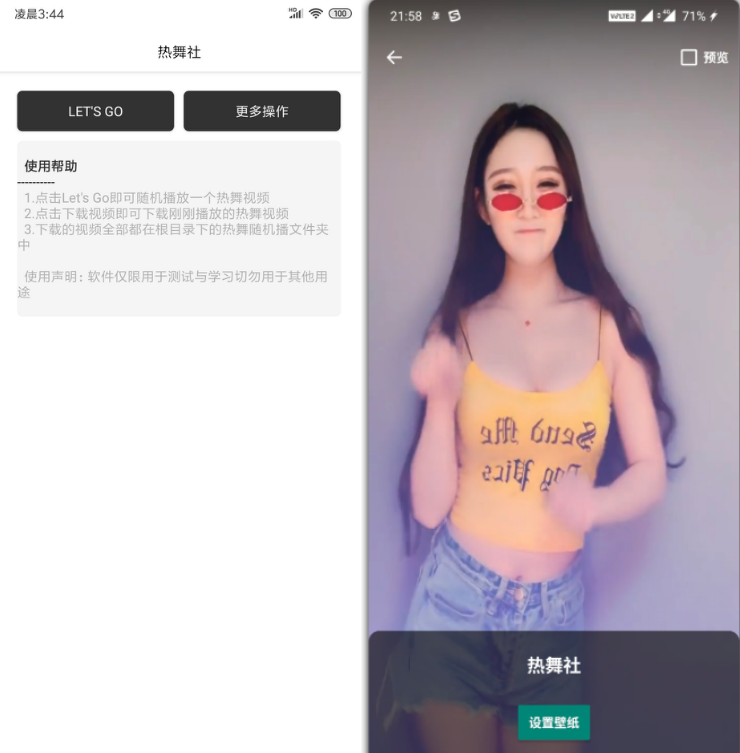 凌晨3:44
HD
100
热舞社
LET'S GO
更多操作
使用帮助
----------
1.点击Let's Go即可随机播放一个热舞视频
2.点击下载视频即可下载刚刚播放的热舞视频
3.下载的视频全部都在根目录下的热舞随机播文件夹
中
使用声明：软件仅限用于测试与学习切勿用于其他用
途
21:58
VoLTE2
4G
71%
预览
Send Me
Dog Pics
热舞社
设置壁纸